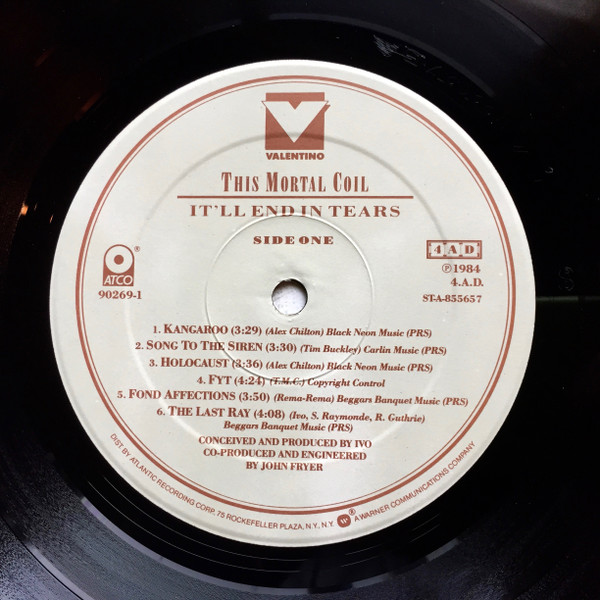 VALENTINO
THIS MORTAL COIL
IT'LL END IN TEARS
SIDE ONE
ATCO®
90269-1
4AD
Ⓟ1984
4.A.D.
ST-A-855657
1. KANGAROO (3:29) (Alex Chilton) Black Neon Music (PRS)
2. SONG TO THE SIREN (3:30) (Tim Buckley) Carlin Music (PRS)
3. HOLOCAUST (3:36) (Alex Chilton) Black Neon Music (PRS)
4. FYT (4:24) (T.M.C.) Copyright Control
5. FOND AFFECTIONS (3:50) (Rema-Rema) Beggars Banquet Music (PRS)
6. THE LAST RAY (4:08) (Ivo, S. Raymonde, R. Guthrie)
Beggars Banquet Music (PRS)
CONCEIVED AND PRODUCED BY IVO
CO-PRODUCED AND ENGINEERED
BY JOHN FRYER
DIST. BY ATLANTIC RECORDING CORP. 75 ROCKEFELLER PLAZA, N.Y., N.Y. W® A WARNER COMMUNICATIONS COMPANY